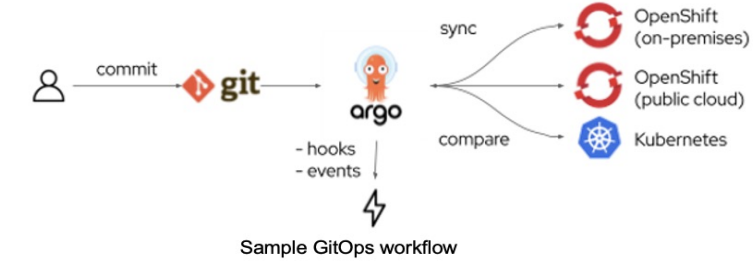 commit
git
argo
- hooks
- events
sync
compare
OpenShift
(on-premises)
OpenShift
(public cloud)
Kubernetes
Sample GitOps workflow